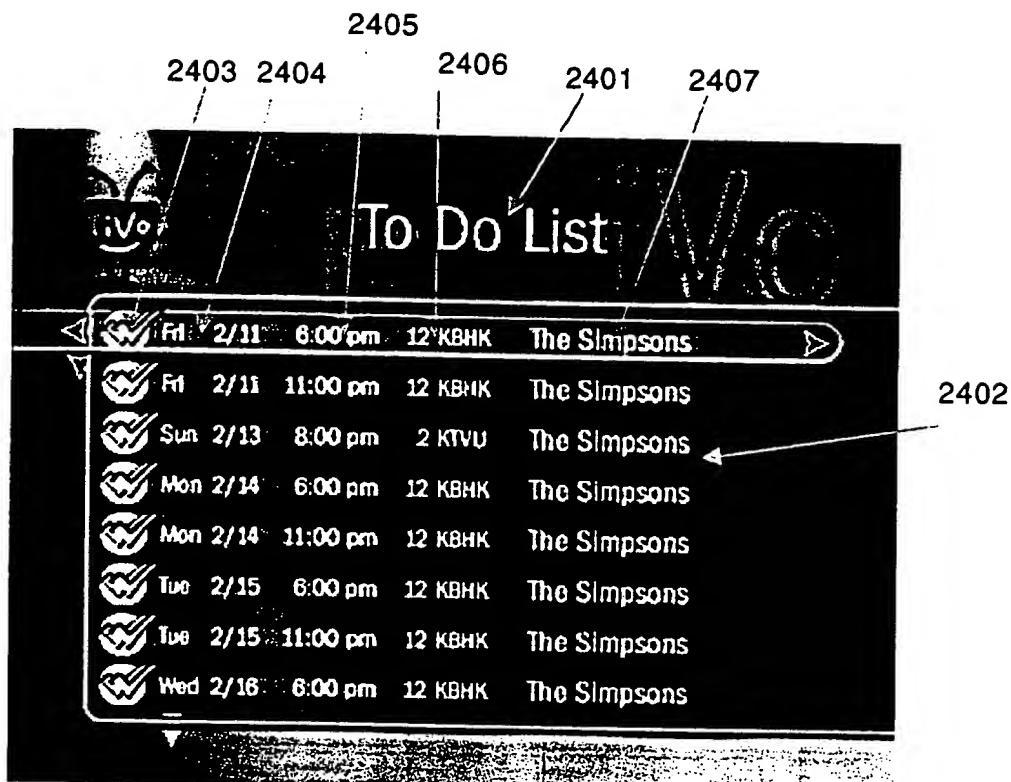 2405
2403 2404 2406 2401 2407
TiVo
To Do List
TiVo
Fri 2/11 6:00 pm 12 KBHK The Simpsons
Fri 2/11 11:00 pm 12 KBHK The Simpsons
2402
Sun 2/13 8:00 pm 2 KTVU The Simpsons
Mon 2/14 6:00 pm 12 KBHK The Simpsons
Mon 2/14 11:00 pm 12 KBHK The Simpsons
Tue 2/15 6:00 pm 12 KBHK The Simpsons
Tue 2/15 11:00 pm 12 KBHK The Simpsons
Wed 2/16 6:00 pm 12 KBHK The Simpsons